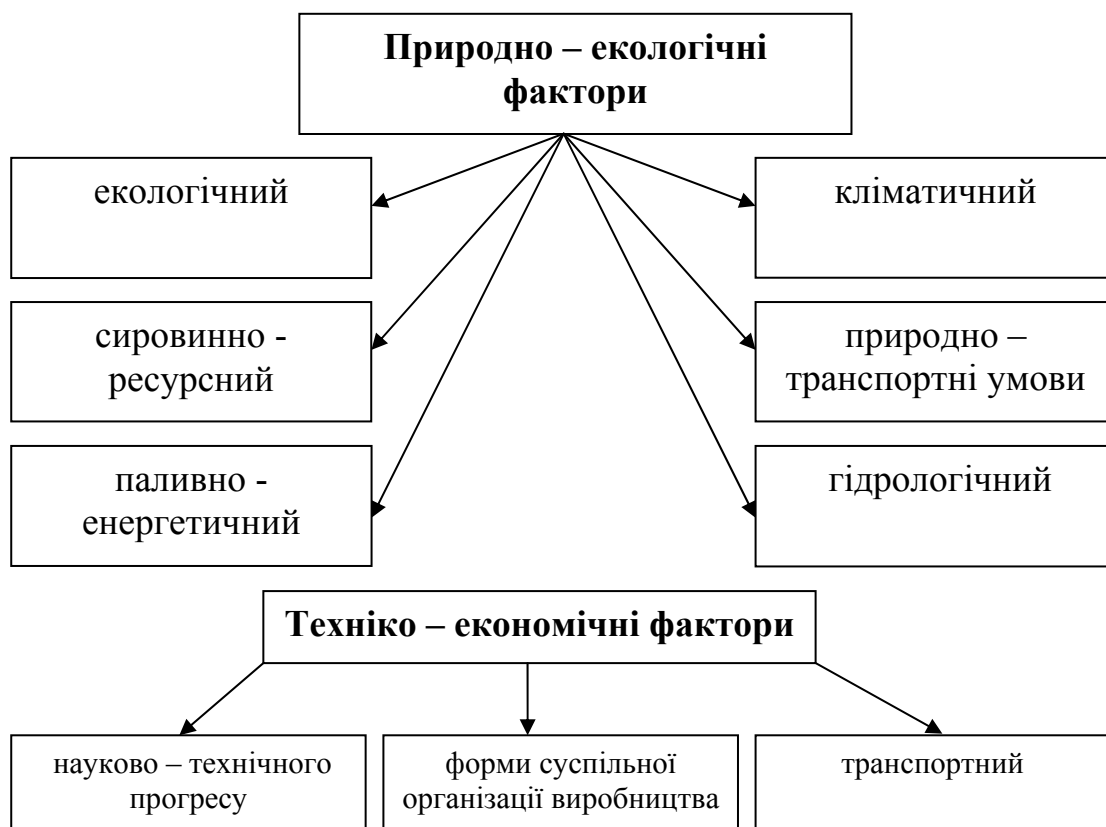 Природно – екологічні
фактори
екологічний
кліматичний
сировинно -
ресурсний
природно –
транспортні умови
паливно -
енергетичний
гідрологічний
Техніко – економічні фактори
науково – технічного
прогресу
форми суспільної
організації виробництва
транспортний